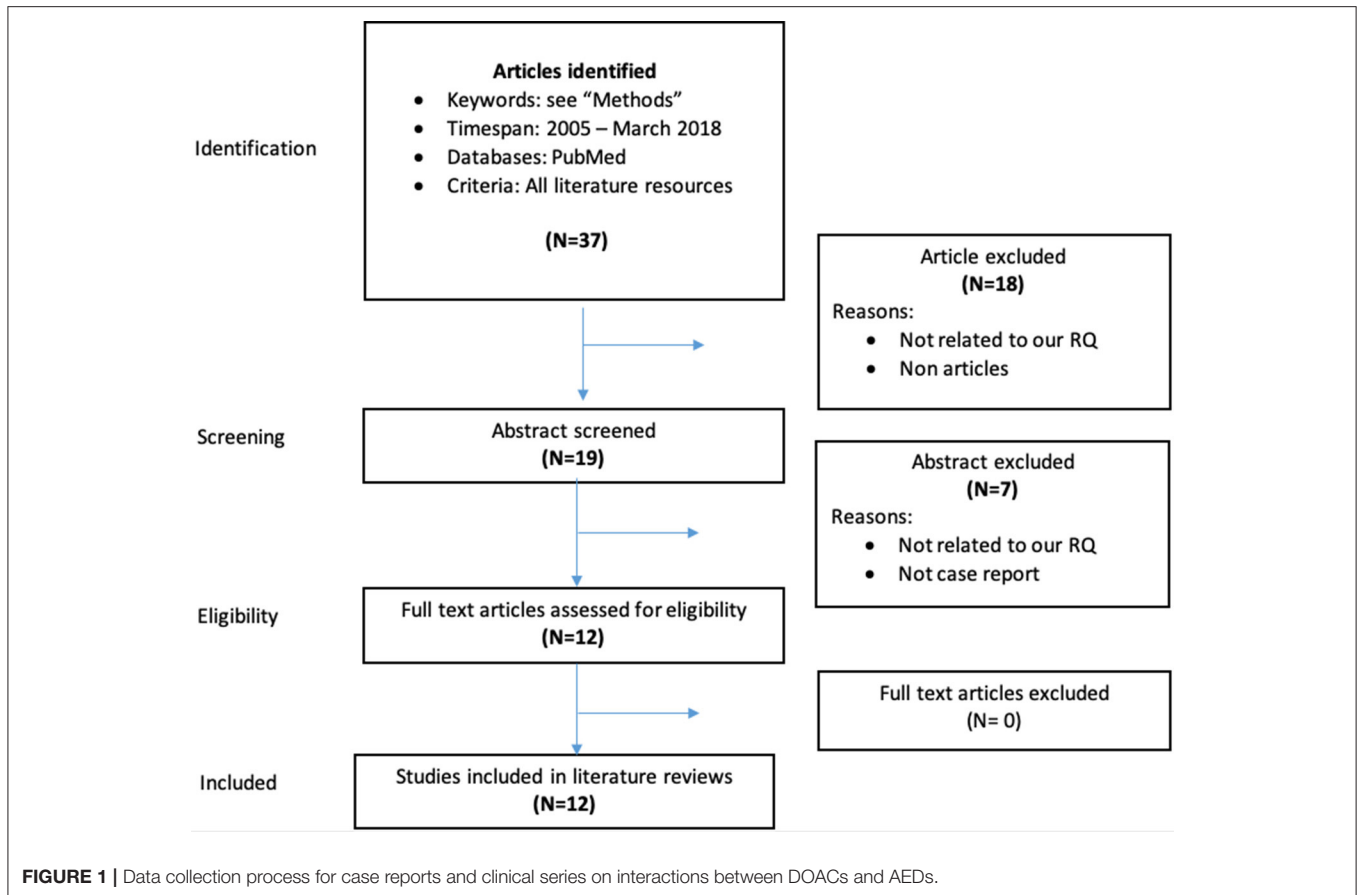 Identification
Articles identified
• Keywords: see “Methods”
• Timespan: 2005 – March 2018
• Databases: PubMed
• Criteria: All literature resources
(N=37)
Article excluded
(N=18)
Reasons:
• Not related to our RQ
• Non articles
Screening
Abstract screened
(N=19)
Abstract excluded
(N=7)
Reasons:
• Not related to our RQ
• Not case report
Eligibility
Full text articles assessed for eligibility
(N=12)
Full text articles excluded
(N= 0)
Included
Studies included in literature reviews
(N=12)
FIGURE 1 | Data collection process for case reports and clinical series on interactions between DOACs and AEDs.